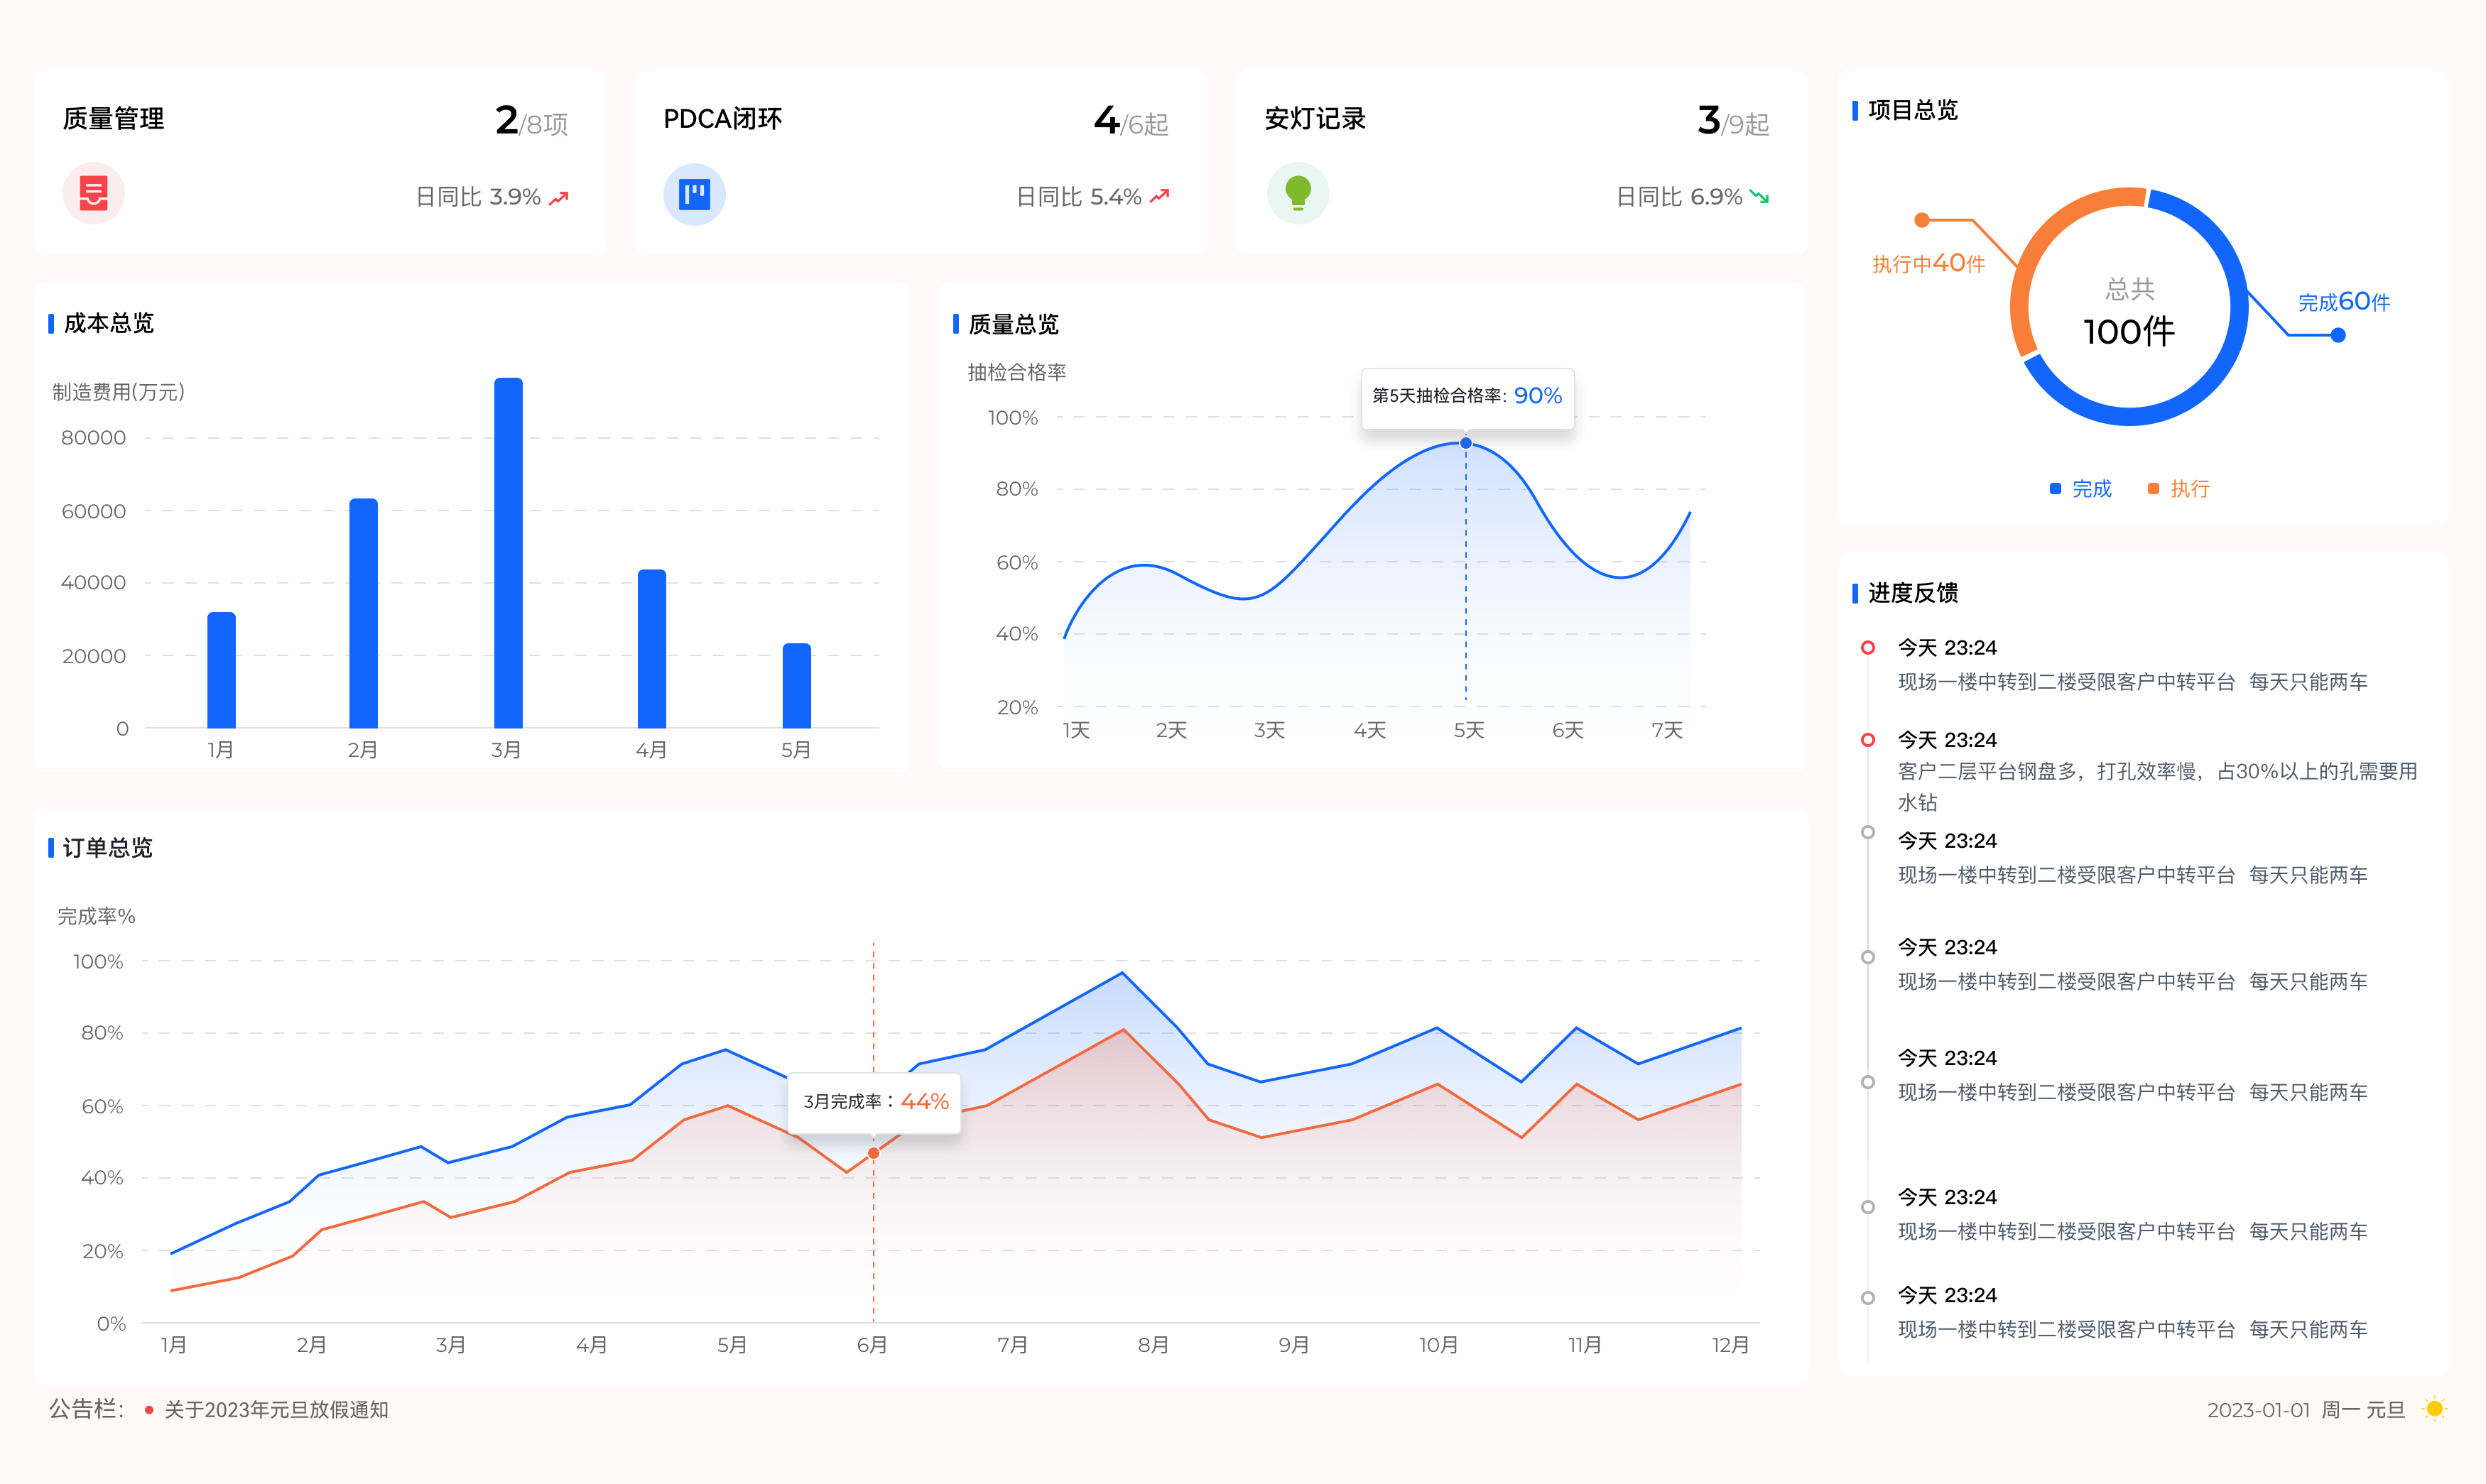 质量管理
2/8项
日同比 3.9%
PDCA闭环
4/6起
日同比 5.4%
安灯记录
3/9起
日同比 6.9%
项目总览
执行中40件
总共
100件
完成60件
完成
执行
成本总览
制造费用(万元)
80000
60000
40000
20000
0
1月
2月
3月
4月
5月
质量总览
抽检合格率
第5天抽检合格率：90%
100%
80%
60%
40%
20%
1天
2天
3天
4天
5天
6天
7天
进度反馈
今天 23:24
现场一楼中转到二楼受限客户中转平台 每天只能两车
今天 23:24
客户二层平台钢盘多，打孔效率慢，占30%以上的孔需要用
水钻
今天 23:24
现场一楼中转到二楼受限客户中转平台 每天只能两车
今天 23:24
现场一楼中转到二楼受限客户中转平台 每天只能两车
今天 23:24
现场一楼中转到二楼受限客户中转平台 每天只能两车
今天 23:24
现场一楼中转到二楼受限客户中转平台 每天只能两车
今天 23:24
现场一楼中转到二楼受限客户中转平台 每天只能两车
订单总览
完成率%
100%
80%
60%
40%
20%
0%
3月完成率：44%
1月
2月
3月
4月
5月
6月
7月
8月
9月
10月
11月
12月
公告栏：
关于2023年元旦放假通知
2023-01-01 周一 元旦